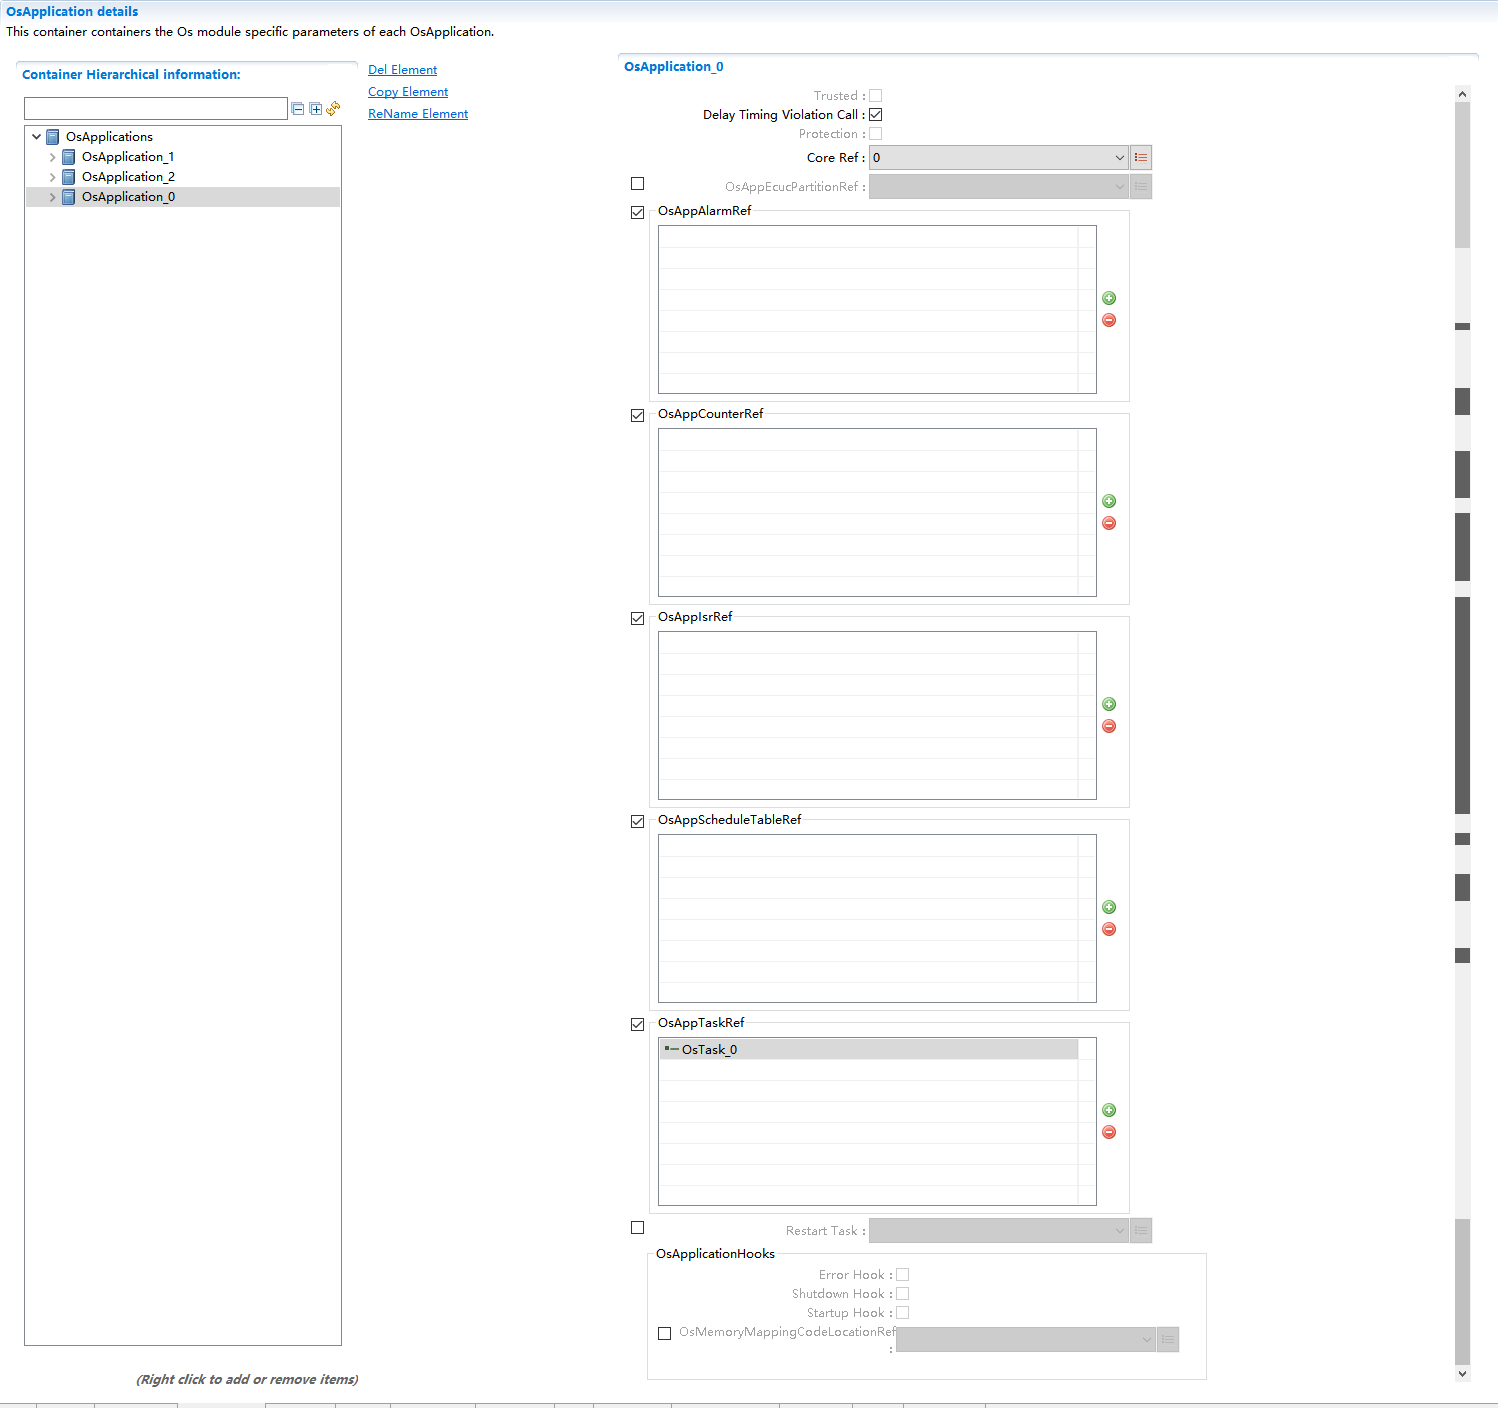 OsApplication details
This container containers the Os module specific parameters of each OsApplication.
Container Hierarchical information:
OsApplications
OsApplication_1
OsApplication_2
OsApplication_0
(Right click to add or remove items)
Del Element
Copy Element
ReName Element
OsApplication_0
Trusted :
Delay Timing Violation Call :
Protection :
Core Ref : 0
OsAppEcucPartitionRef :
OsAppAlarmRef
OsAppCounterRef
OsAppIsrRef
OsAppScheduleTableRef
OsAppTaskRef
OsTask_0
Restart Task :
OsApplicationHooks
Error Hook :
Shutdown Hook :
Startup Hook :
OsMemoryMappingCodeLocationRef
: